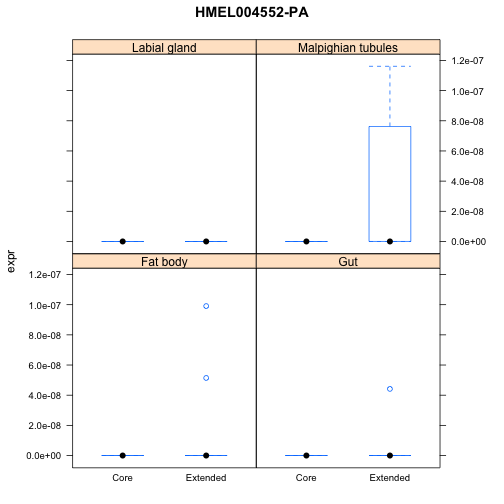 HMEL004552-PA
Labial gland
Malpighian tubules
1.2e-07
1.0e-07
8.0e-08
6.0e-08
4.0e-08
2.0e-08
0.0e+00
expr
Fat body
Gut
1.2e-07
1.0e-07
8.0e-08
6.0e-08
4.0e-08
2.0e-08
0.0e+00
Core
Extended
Core
Extended